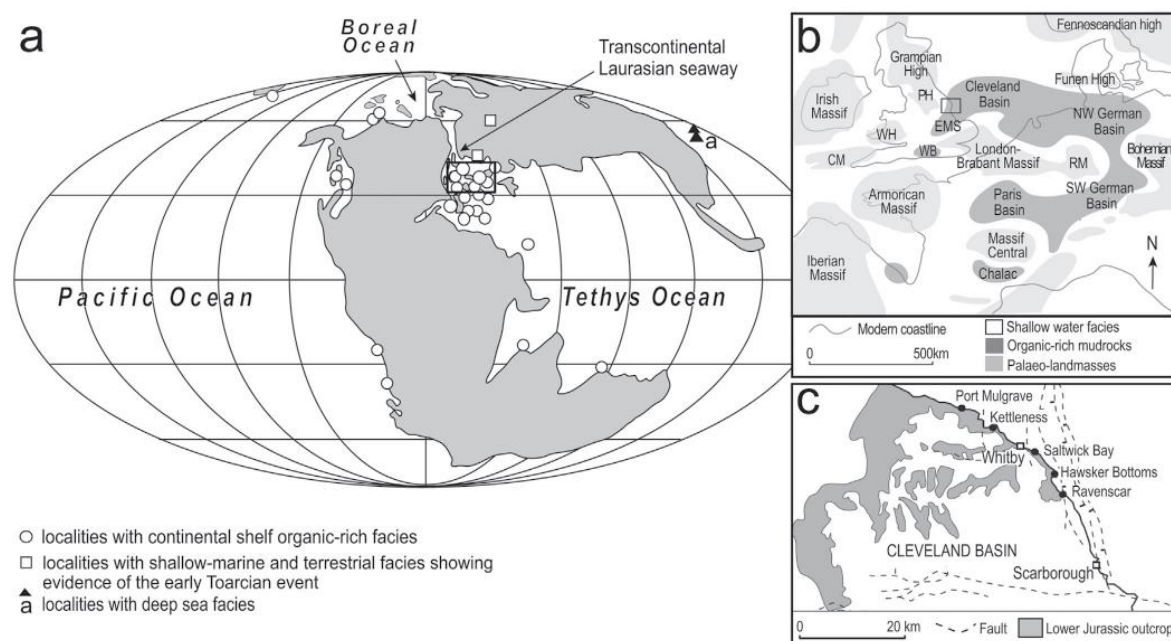 a
Boreal
Ocean
Transcontinental
Laurasian seaway
a
Pacific Ocean
Tethys Ocean
localities with continental shelf organic-rich facies
localities with shallow-marine and terrestrial facies showing
evidence of the early Toarcian event
a localities with deep sea facies
b
Fennoscandian high
Grampian
High
Funen High
Cleveland
Basin
Irish
Massif
PH
NW German
Basin
EMS
WH
WB
London-
Brabant Massif
Bohemian
Massif
CM
RM
SW German
Basin
Armorican
Massif
Paris
Basin
Massif
Central
Iberian
Massif
Chalac
N
Modern coastline
Shallow water facies
Organic-rich mudrocks
Palaeo-landmasses
0 500km
c
Port Mulgrave
Kettleness
Whitby
Saltwick Bay
Hawsker Bottoms
Ravenscar
CLEVELAND BASIN
Scarborough
0 20 km
Fault
Lower Jurassic outcrop